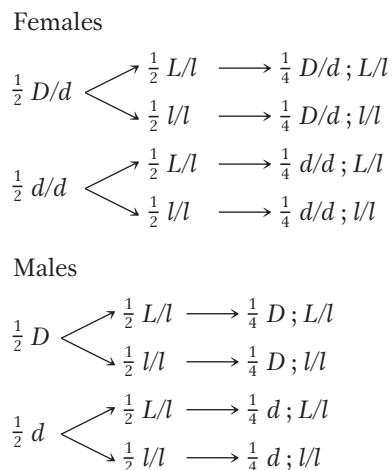 Females
½ D/d
½ L/l → ¼ D/d ; L/l
½ l/l → ¼ D/d ; l/l
½ d/d
½ L/l → ¼ d/d ; L/l
½ l/l → ¼ d/d ; l/l
Males
½ D
½ L/l → ¼ D ; L/l
½ l/l → ¼ D ; l/l
½ d
½ L/l → ¼ d ; L/l
½ l/l → ¼ d ; l/l